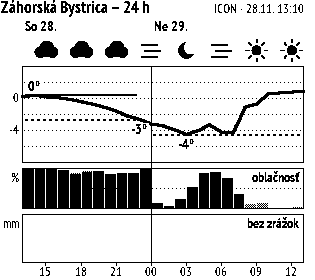 Záhorská Bystrica – 24 h
ICON · 28.11. 13:10
So 28.
Ne 29.
0°
0
-3°
-4
-4°
%
oblačnosť
mm
bez zrážok
15 18 21 00 03 06 09 12